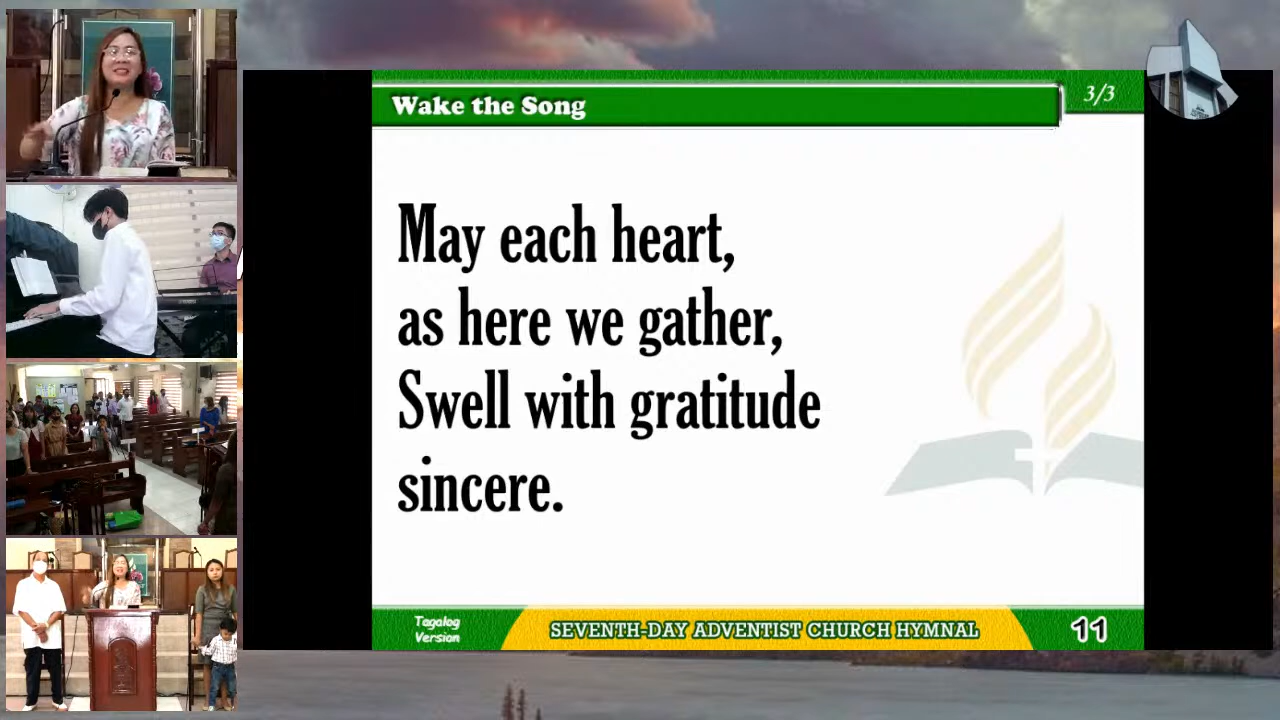 Wake the Song
3/3
May each heart,
as here we gather,
Swell with gratitude
sincere.
Tagalog
Version
SEVENTH-DAY ADVENTIST CHURCH HYMNAL
11